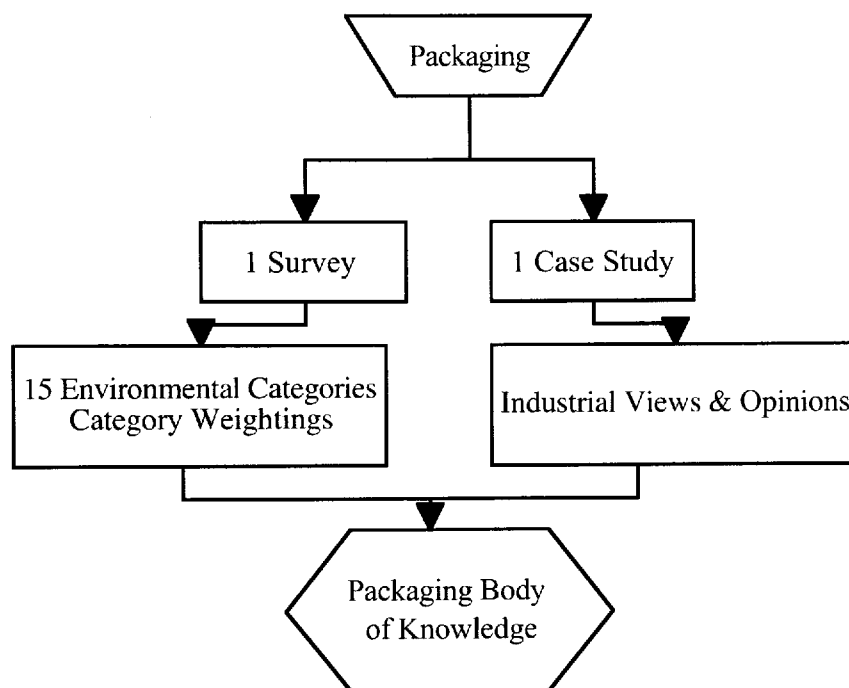 Packaging
1 Survey
1 Case Study
15 Environmental Categories
Category Weightings
Industrial Views & Opinions
Packaging Body
of Knowledge